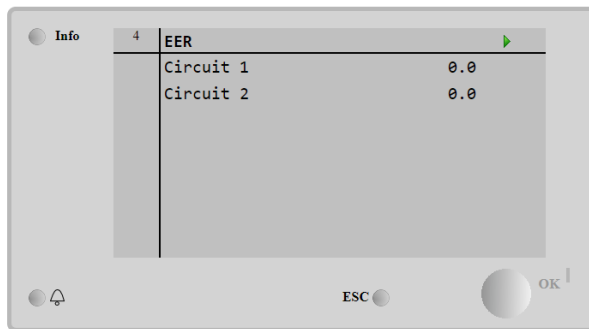 Info
4 EER
Circuit 1 0.0
Circuit 2 0.0
ESC
OK